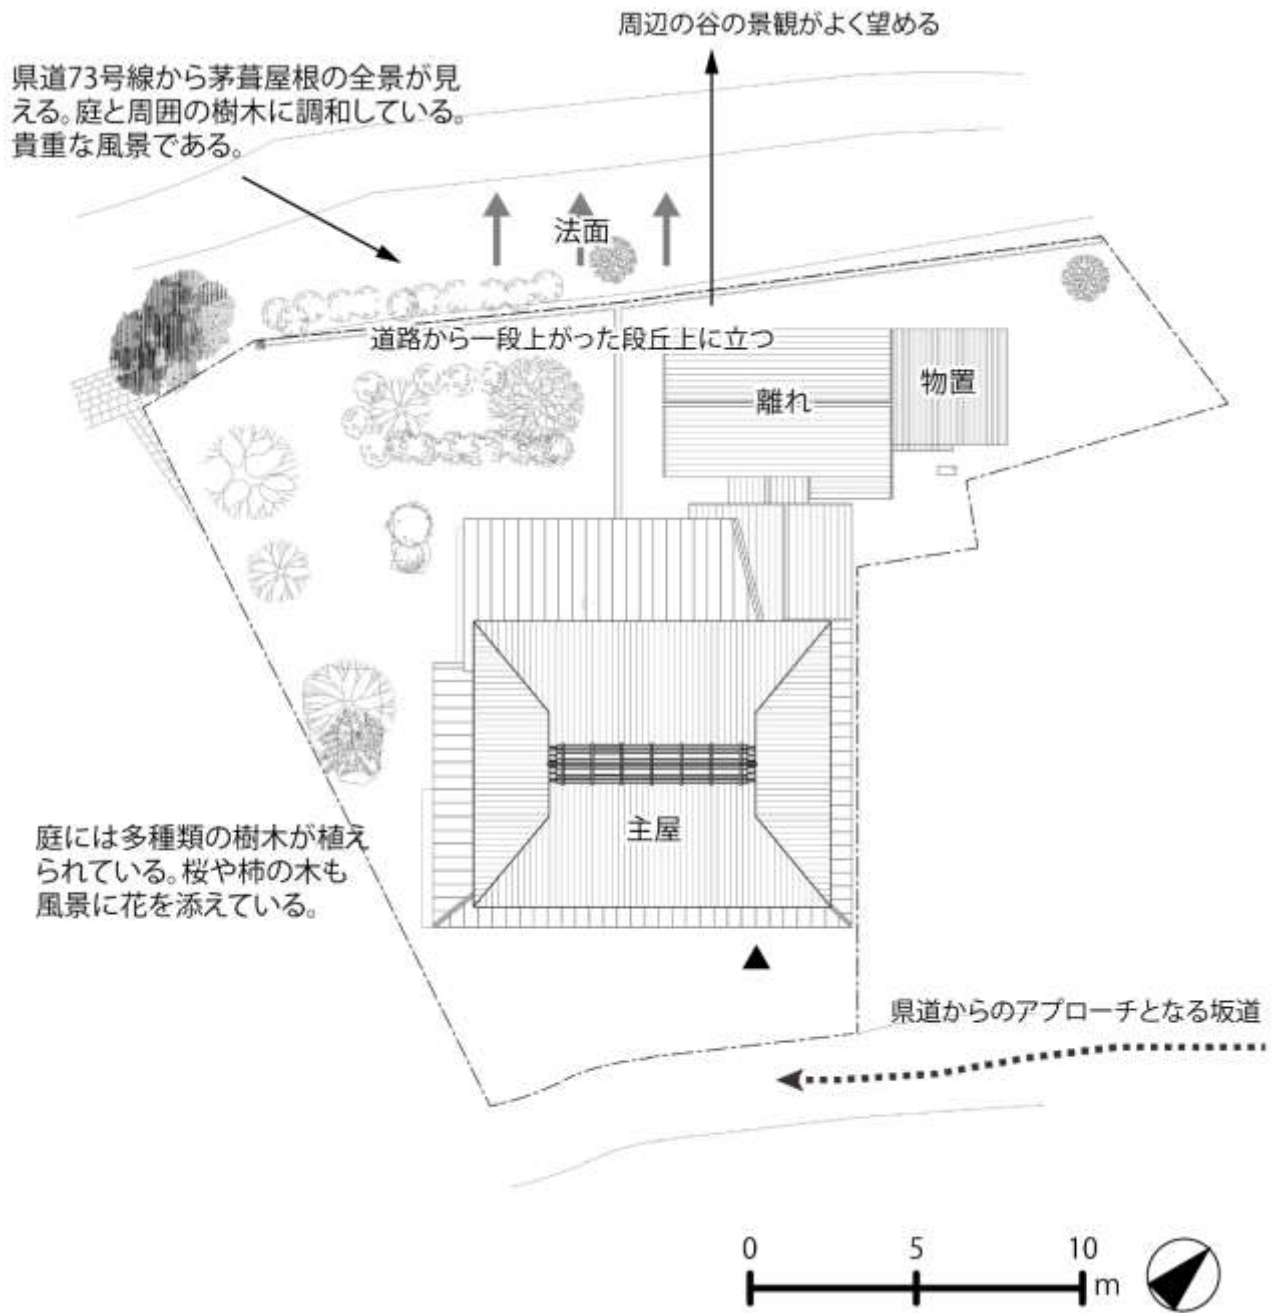 周辺の谷の景観がよく望める
県道73号線から茅葺屋根の全景が見
える。庭と周囲の樹木に調和している。
貴重な風景である。
法面
道路から一段上がった段丘上に立つ
離れ
物置
主屋
庭には多種類の樹木が植え
られている。桜や柿の木も
風景に花を添えている。
県道からのアプローチとなる坂道
0 5 10
m